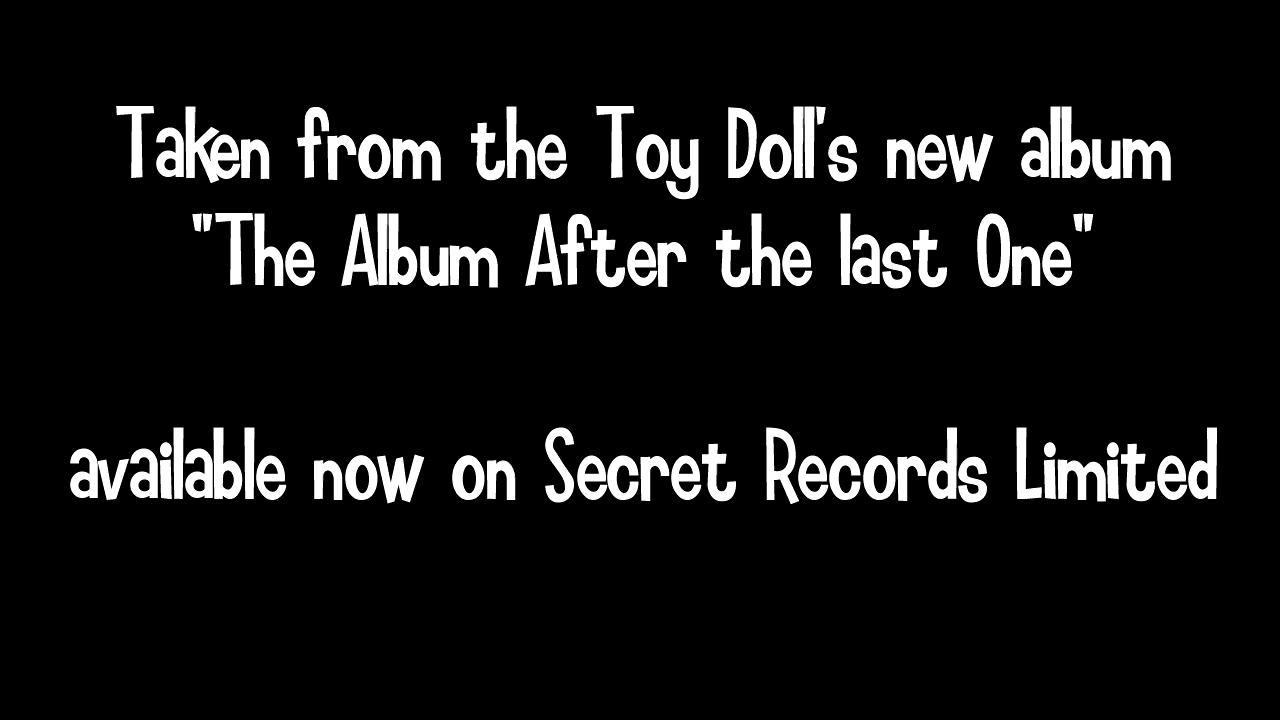 Taken from the Toy Doll's new album
"The Album After the last One"
available now on Secret Records Limited